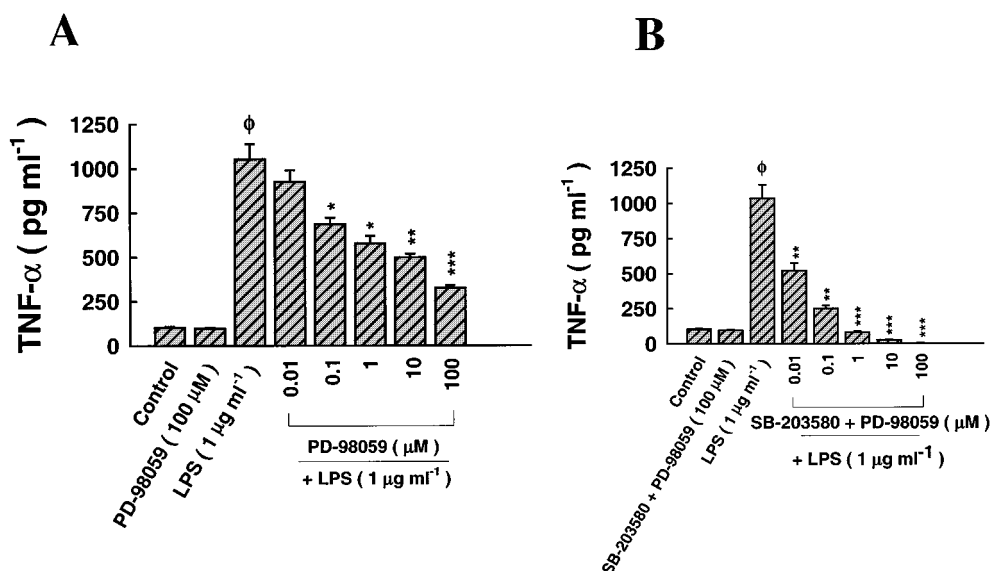 A
TNF-α ( pg ml⁻¹ )
1250
1000
750
500
250
0
ϕ
*
*
**
***
Control
PD-98059 ( 100 μM )
LPS ( 1 μg ml⁻¹ )
0.01
0.1
1
10
100
PD-98059 ( μM )
+ LPS ( 1 μg ml⁻¹ )
B
TNF-α ( pg ml⁻¹ )
1250
1000
750
500
250
0
ϕ
**
**
***
***
***
Control
SB-203580 + PD-98059 ( 100 μM )
LPS ( 1 μg ml⁻¹ )
0.01
0.1
1
10
100
SB-203580 + PD-98059 ( μM )
+ LPS ( 1 μg ml⁻¹ )